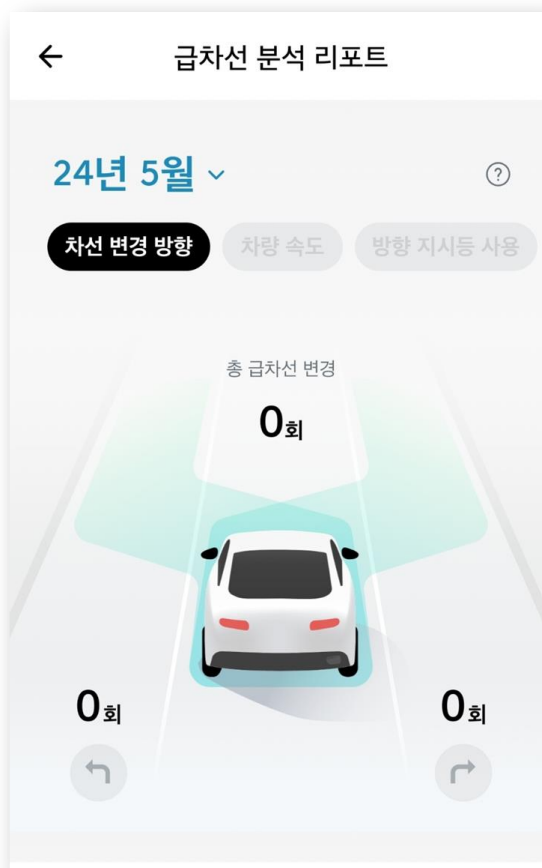 급차선 분석 리포트
24년 5월
?
차선 변경 방향 차량 속도 방향 지시등 사용
총 급차선 변경
0회
0회 0회